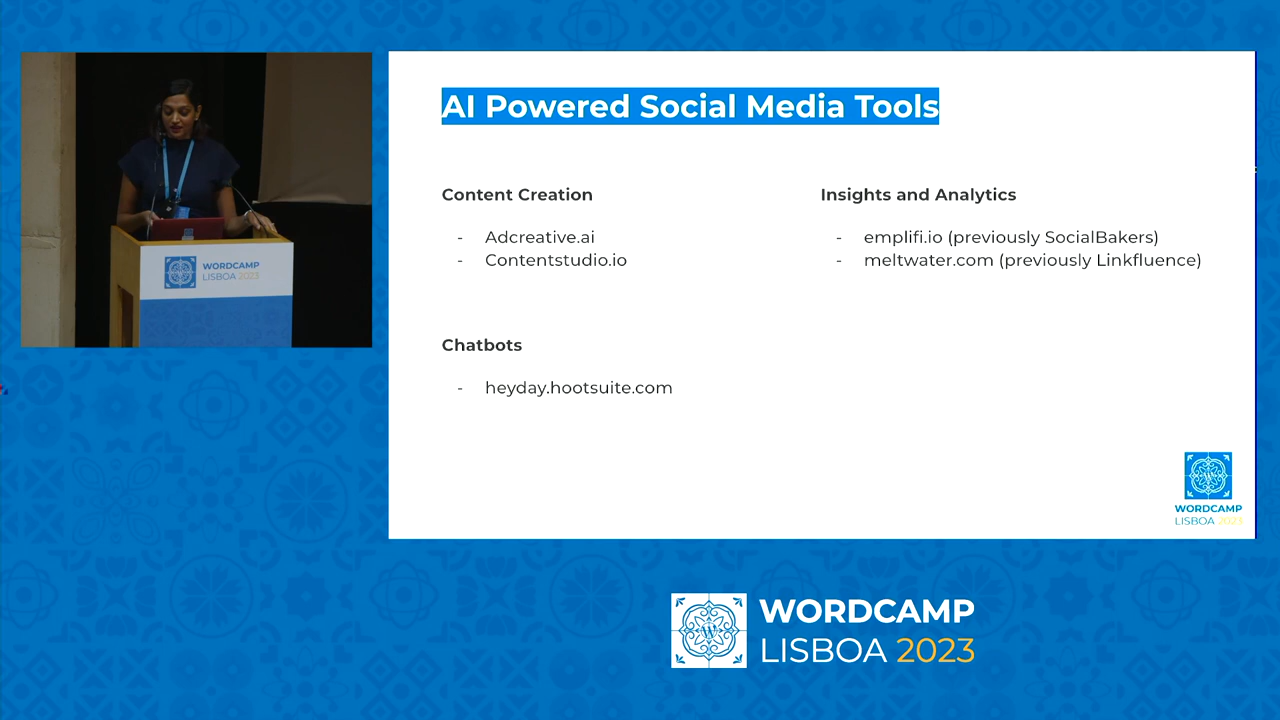 AI Powered Social Media Tools
Content Creation
- Adcreative.ai
- Contentstudio.io
Insights and Analytics
- emplifi.io (previously SocialBakers)
- meltwater.com (previously Linkfluence)
Chatbots
- heyday.hootsuite.com
WORDCAMP
LISBOA 2023
WORDCAMP
LISBOA 2023
WORDCAMP
LISBOA 2023